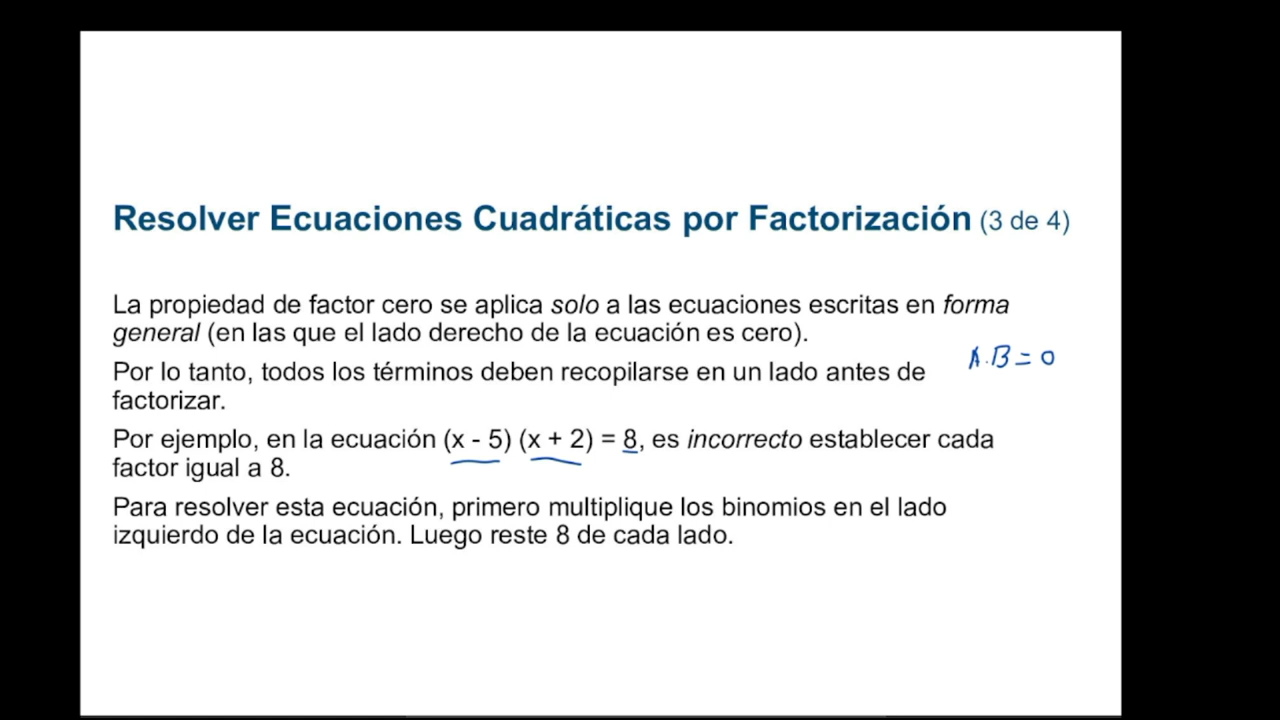 Resolver Ecuaciones Cuadráticas por Factorización (3 de 4)
La propiedad de factor cero se aplica solo a las ecuaciones escritas en forma
general (en las que el lado derecho de la ecuación es cero).
A·B = 0
Por lo tanto, todos los términos deben recopilarse en un lado antes de
factorizar.
Por ejemplo, en la ecuación (x - 5) (x + 2) = 8, es incorrecto establecer cada
factor igual a 8.
Para resolver esta ecuación, primero multiplique los binomios en el lado
izquierdo de la ecuación. Luego reste 8 de cada lado.